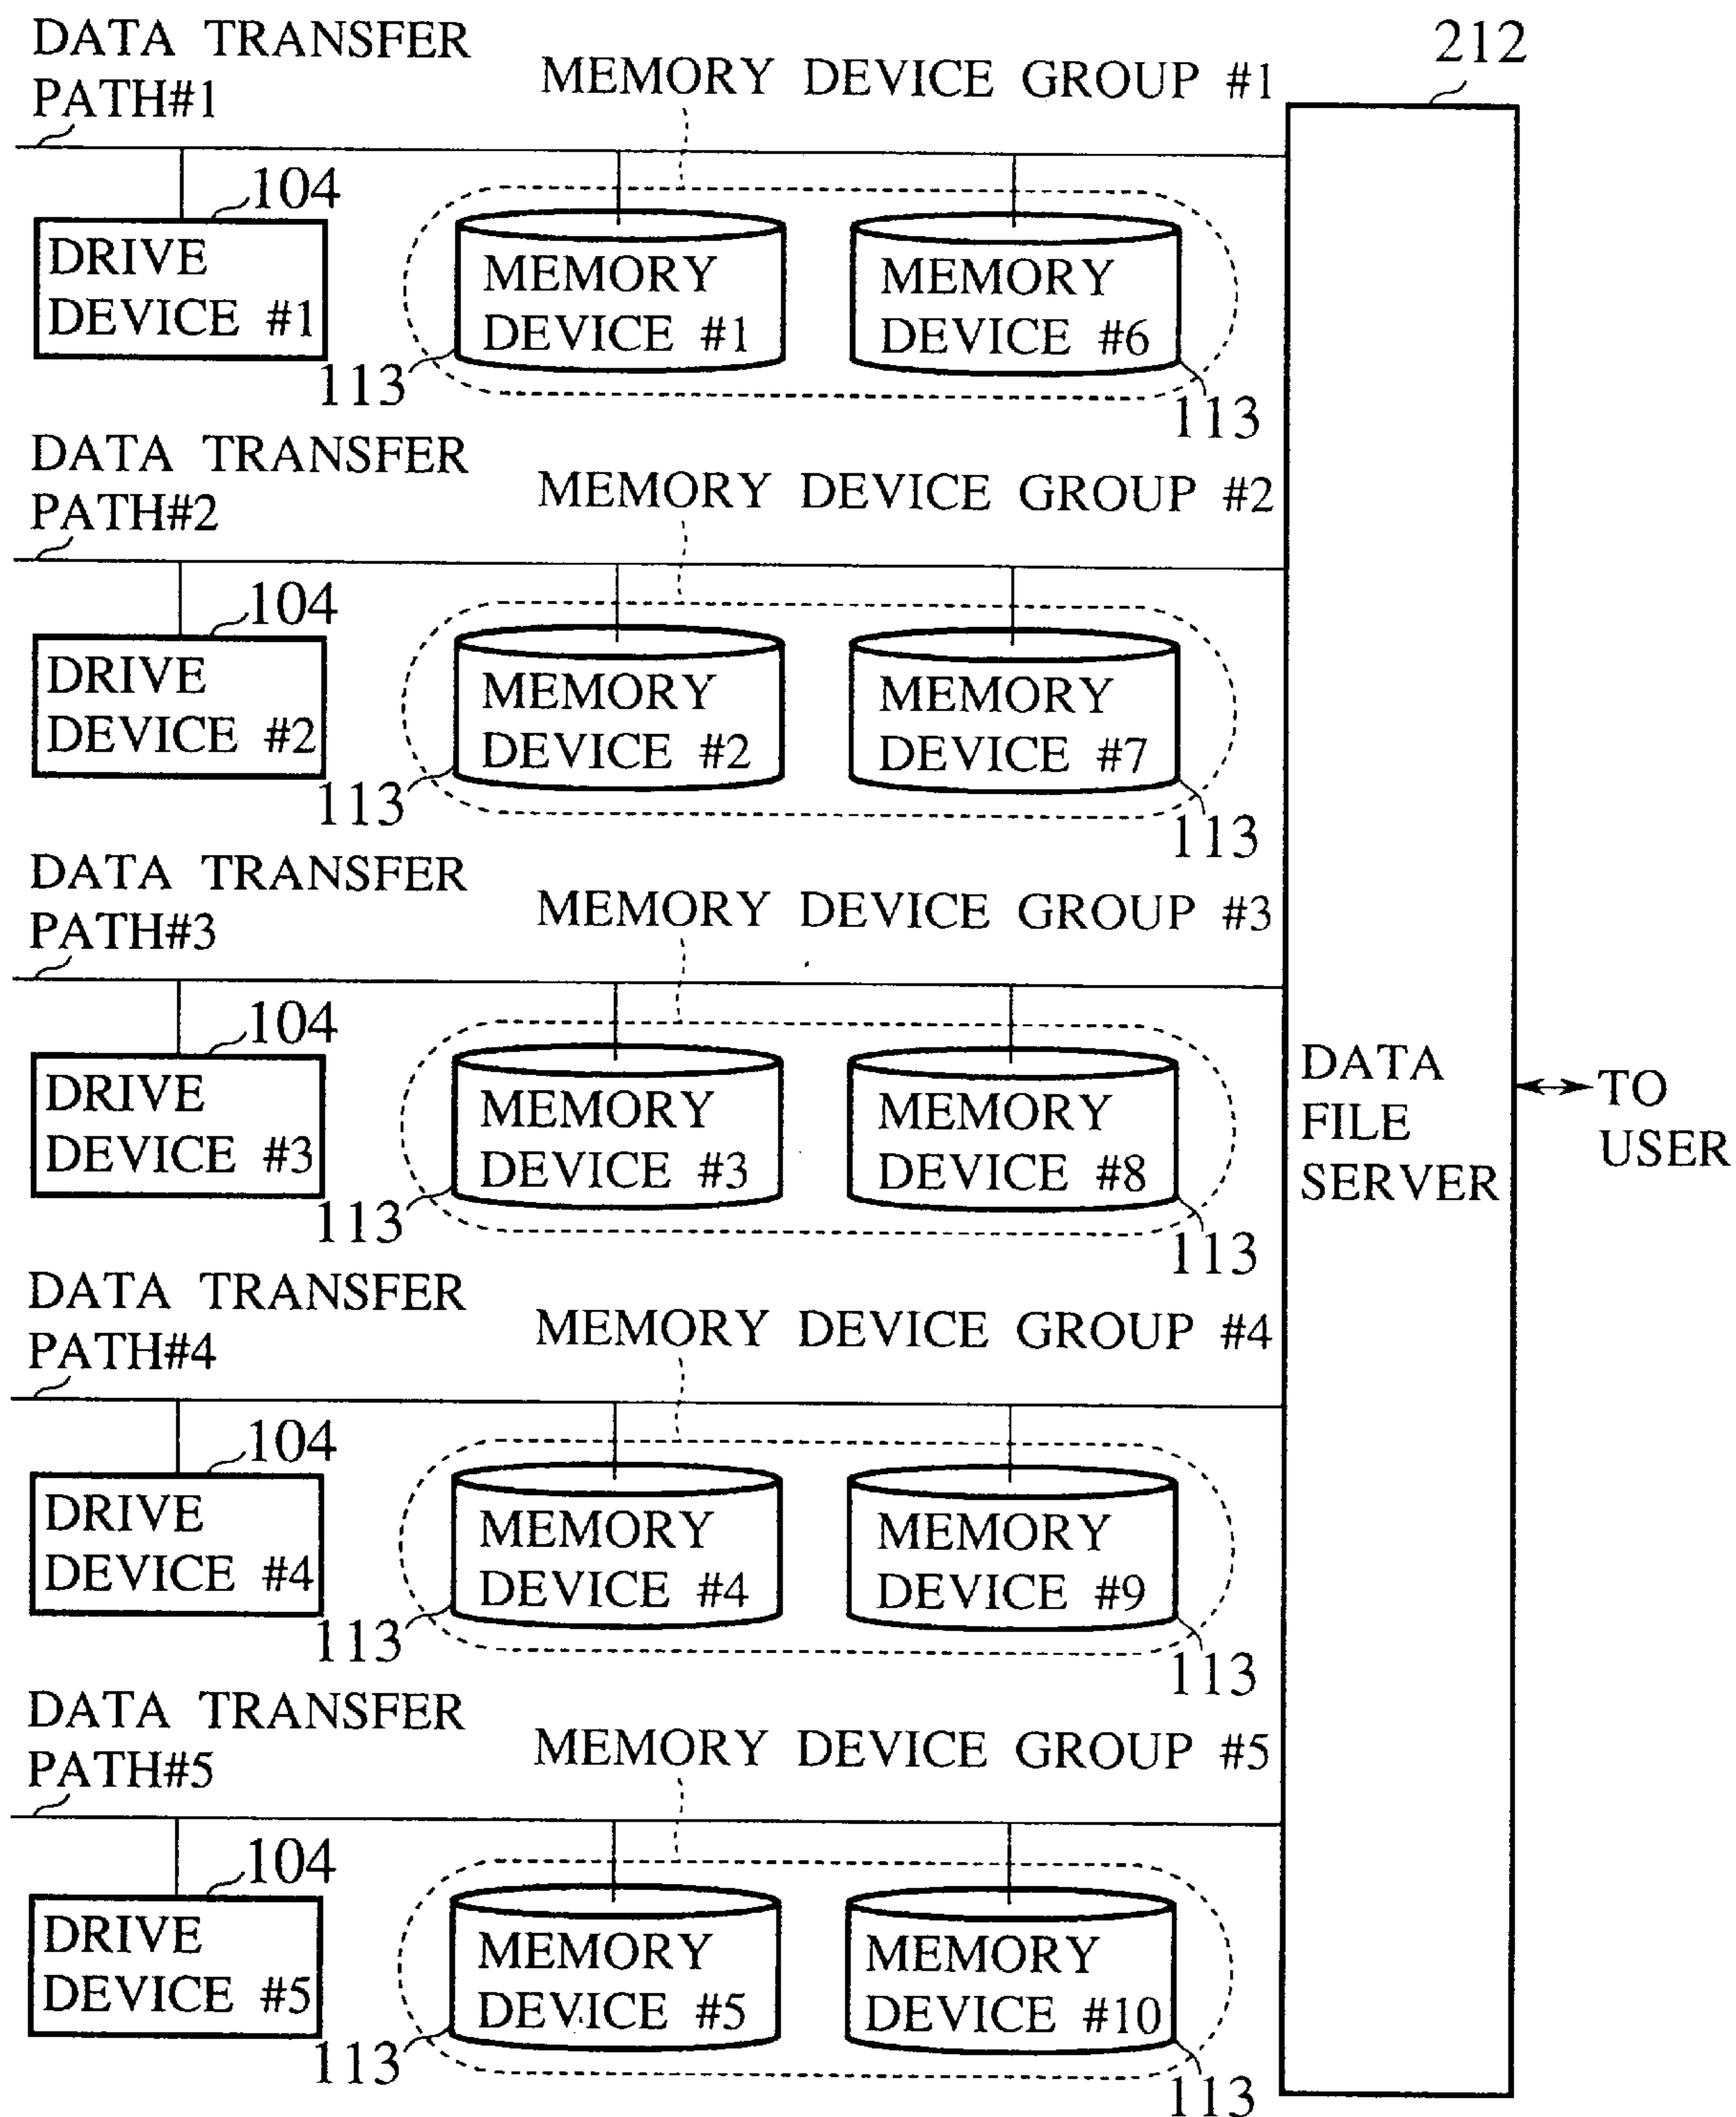 DATA TRANSFER
PATH#1
MEMORY DEVICE GROUP #1
212
104
DRIVE
DEVICE #1
MEMORY
DEVICE #1
MEMORY
DEVICE #6
113
113
DATA TRANSFER
PATH#2
MEMORY DEVICE GROUP #2
104
DRIVE
DEVICE #2
MEMORY
DEVICE #2
MEMORY
DEVICE #7
113
113
DATA TRANSFER
PATH#3
MEMORY DEVICE GROUP #3
104
DRIVE
DEVICE #3
MEMORY
DEVICE #3
MEMORY
DEVICE #8
113
113
DATA
FILE
SERVER
TO
USER
DATA TRANSFER
PATH#4
MEMORY DEVICE GROUP #4
104
DRIVE
DEVICE #4
MEMORY
DEVICE #4
MEMORY
DEVICE #9
113
113
DATA TRANSFER
PATH#5
MEMORY DEVICE GROUP #5
104
DRIVE
DEVICE #5
MEMORY
DEVICE #5
MEMORY
DEVICE #10
113
113